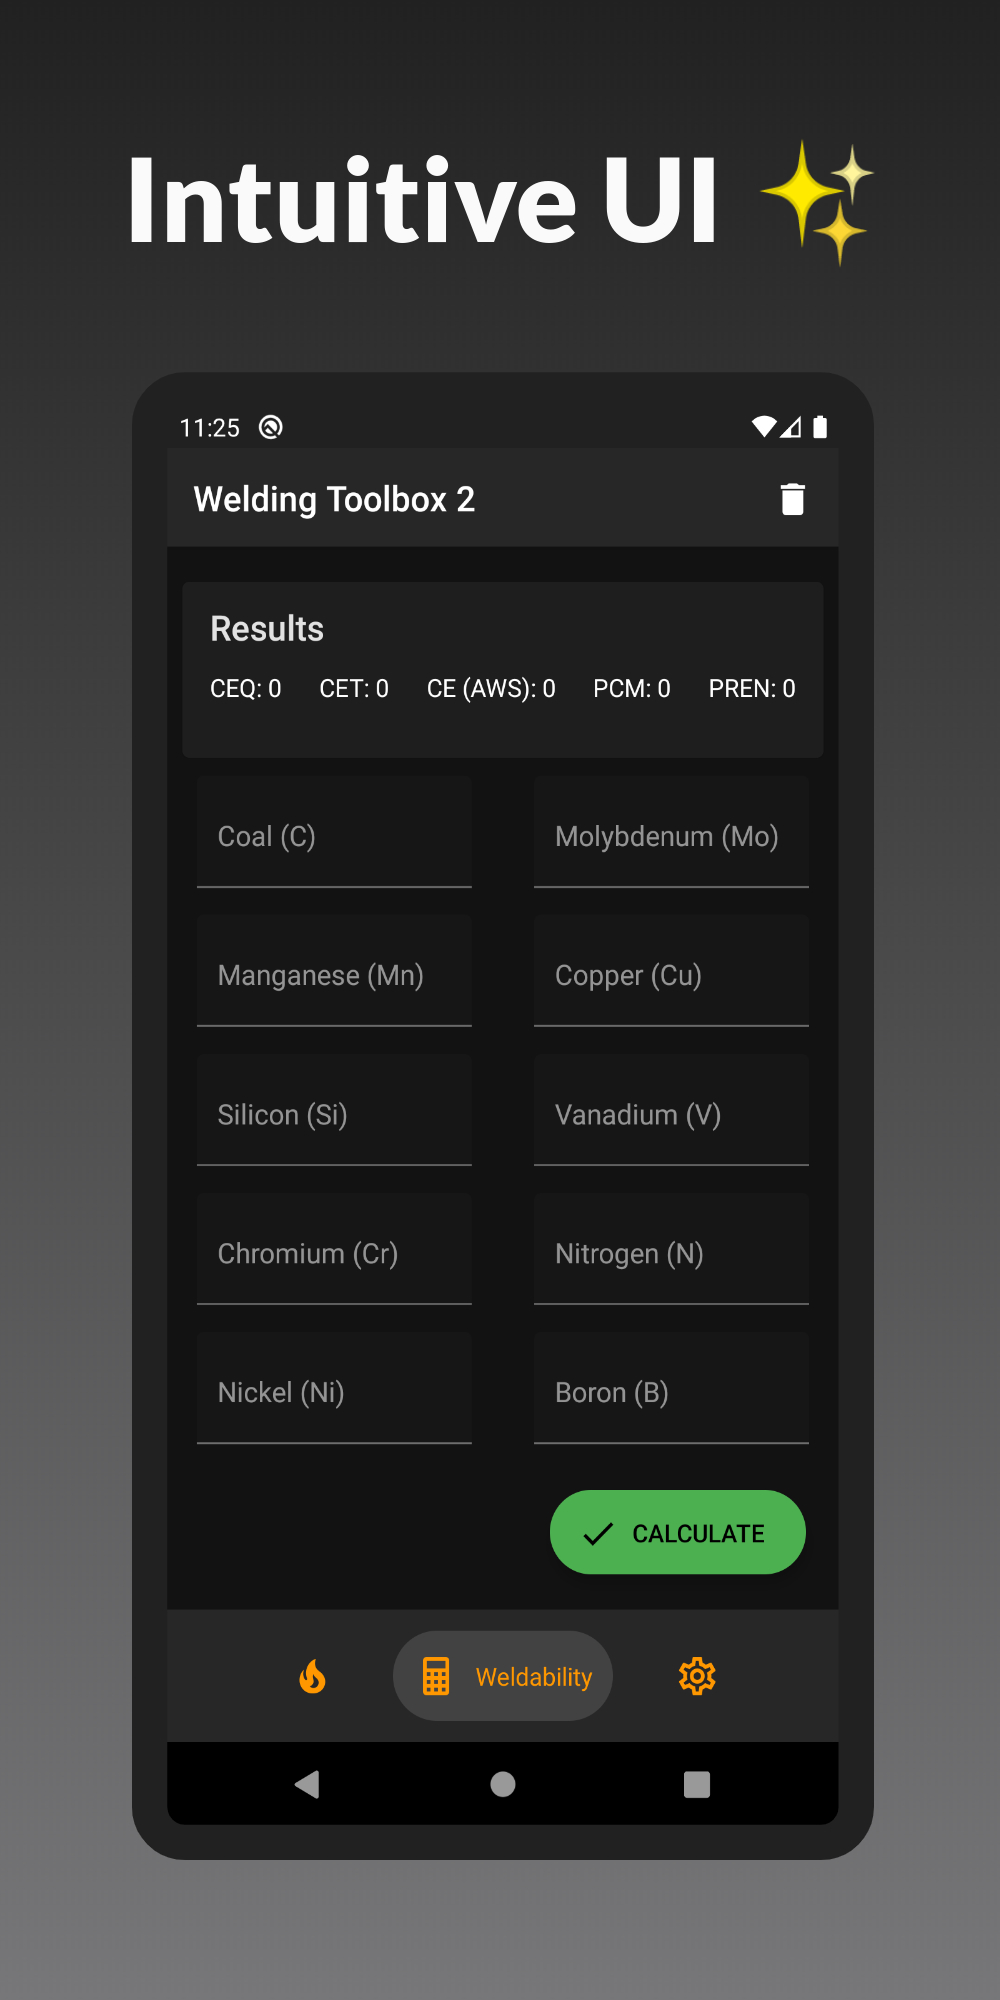 Intuitive UI ✨
11:25
Welding Toolbox 2
Results
CEQ: 0 CET: 0 CE (AWS): 0 PCM: 0 PREN: 0
Coal (C) Molybdenum (Mo)
Manganese (Mn) Copper (Cu)
Silicon (Si) Vanadium (V)
Chromium (Cr) Nitrogen (N)
Nickel (Ni) Boron (B)
CALCULATE
Weldability